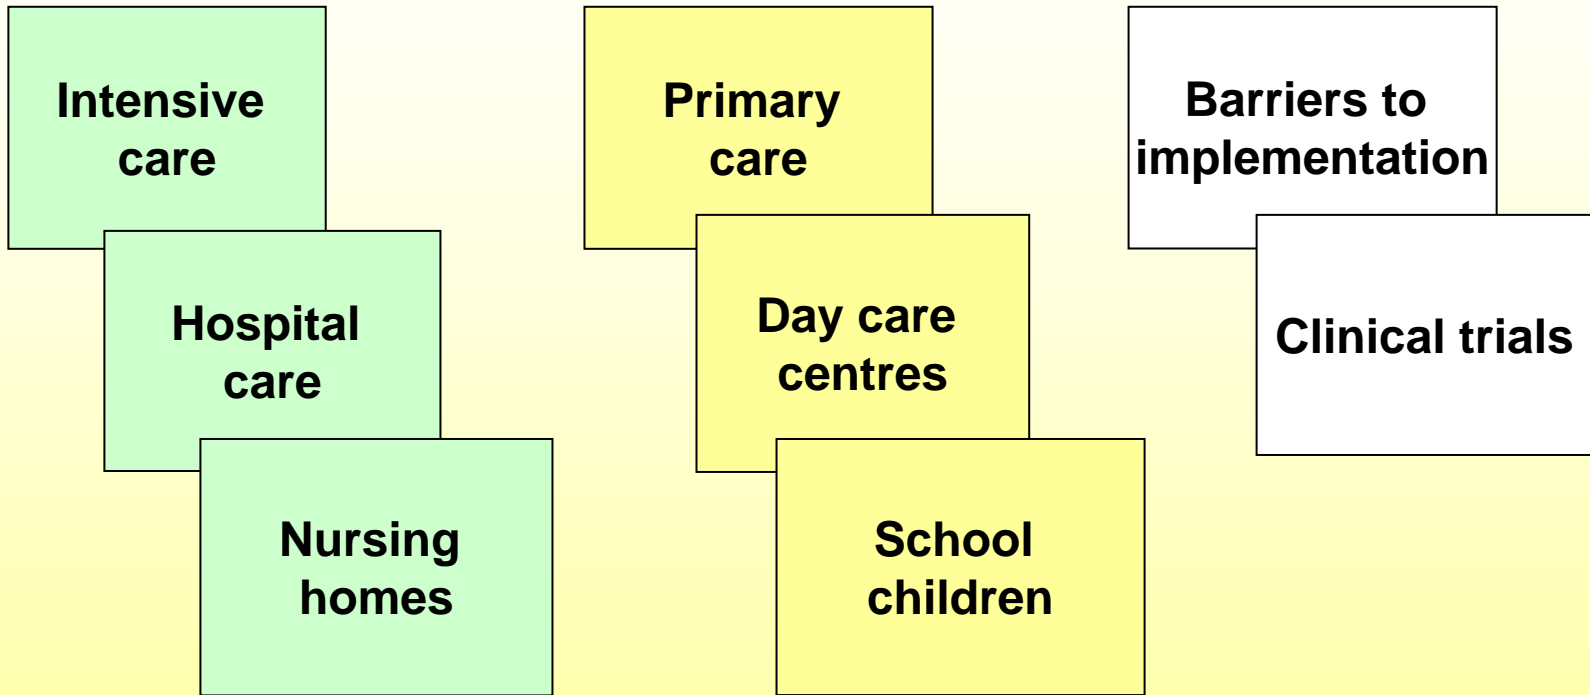 Intensive
care
Hospital
care
Nursing
homes
Primary
care
Day care
centres
School
children
Barriers to
implementation
Clinical trials